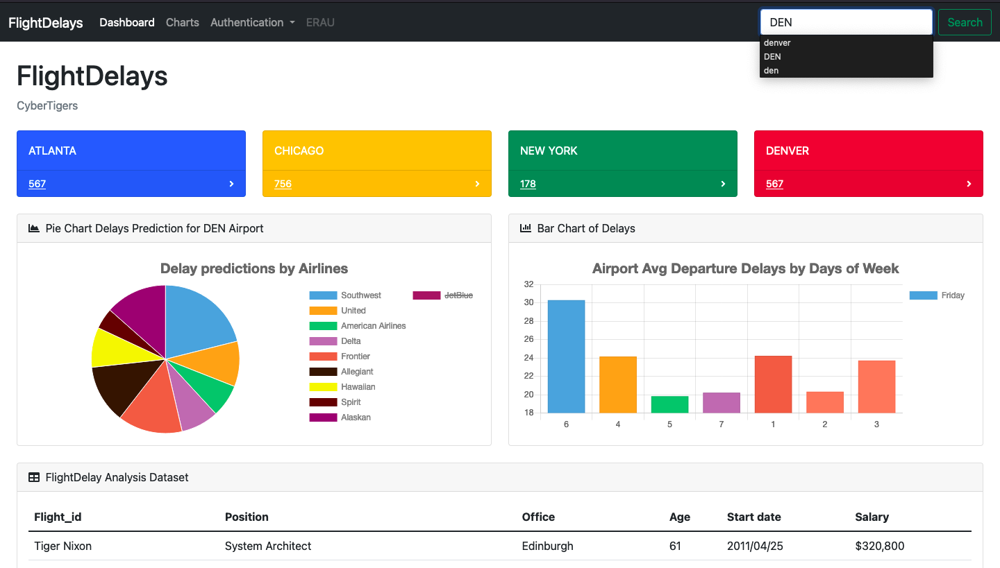 FlightDelays Dashboard Charts Authentication ERAU DEN Search
denver
DEN
den
FlightDelays
CyberTigers
ATLANTA
567
CHICAGO
756
NEW YORK
178
DENVER
567
Pie Chart Delays Prediction for DEN Airport
Delay predictions by Airlines
Southwest
United
American Airlines
Delta
Frontier
Allegiant
Hawaiian
Spirit
Alaskan
JetBlue
Bar Chart of Delays
Airport Avg Departure Delays by Days of Week
32
30
28
26
24
22
20
18
6 4 5 7 1 2 3
Friday
FlightDelay Analysis Dataset
Flight_id Position Office Age Start date Salary
Tiger Nixon System Architect Edinburgh 61 2011/04/25 $320,800